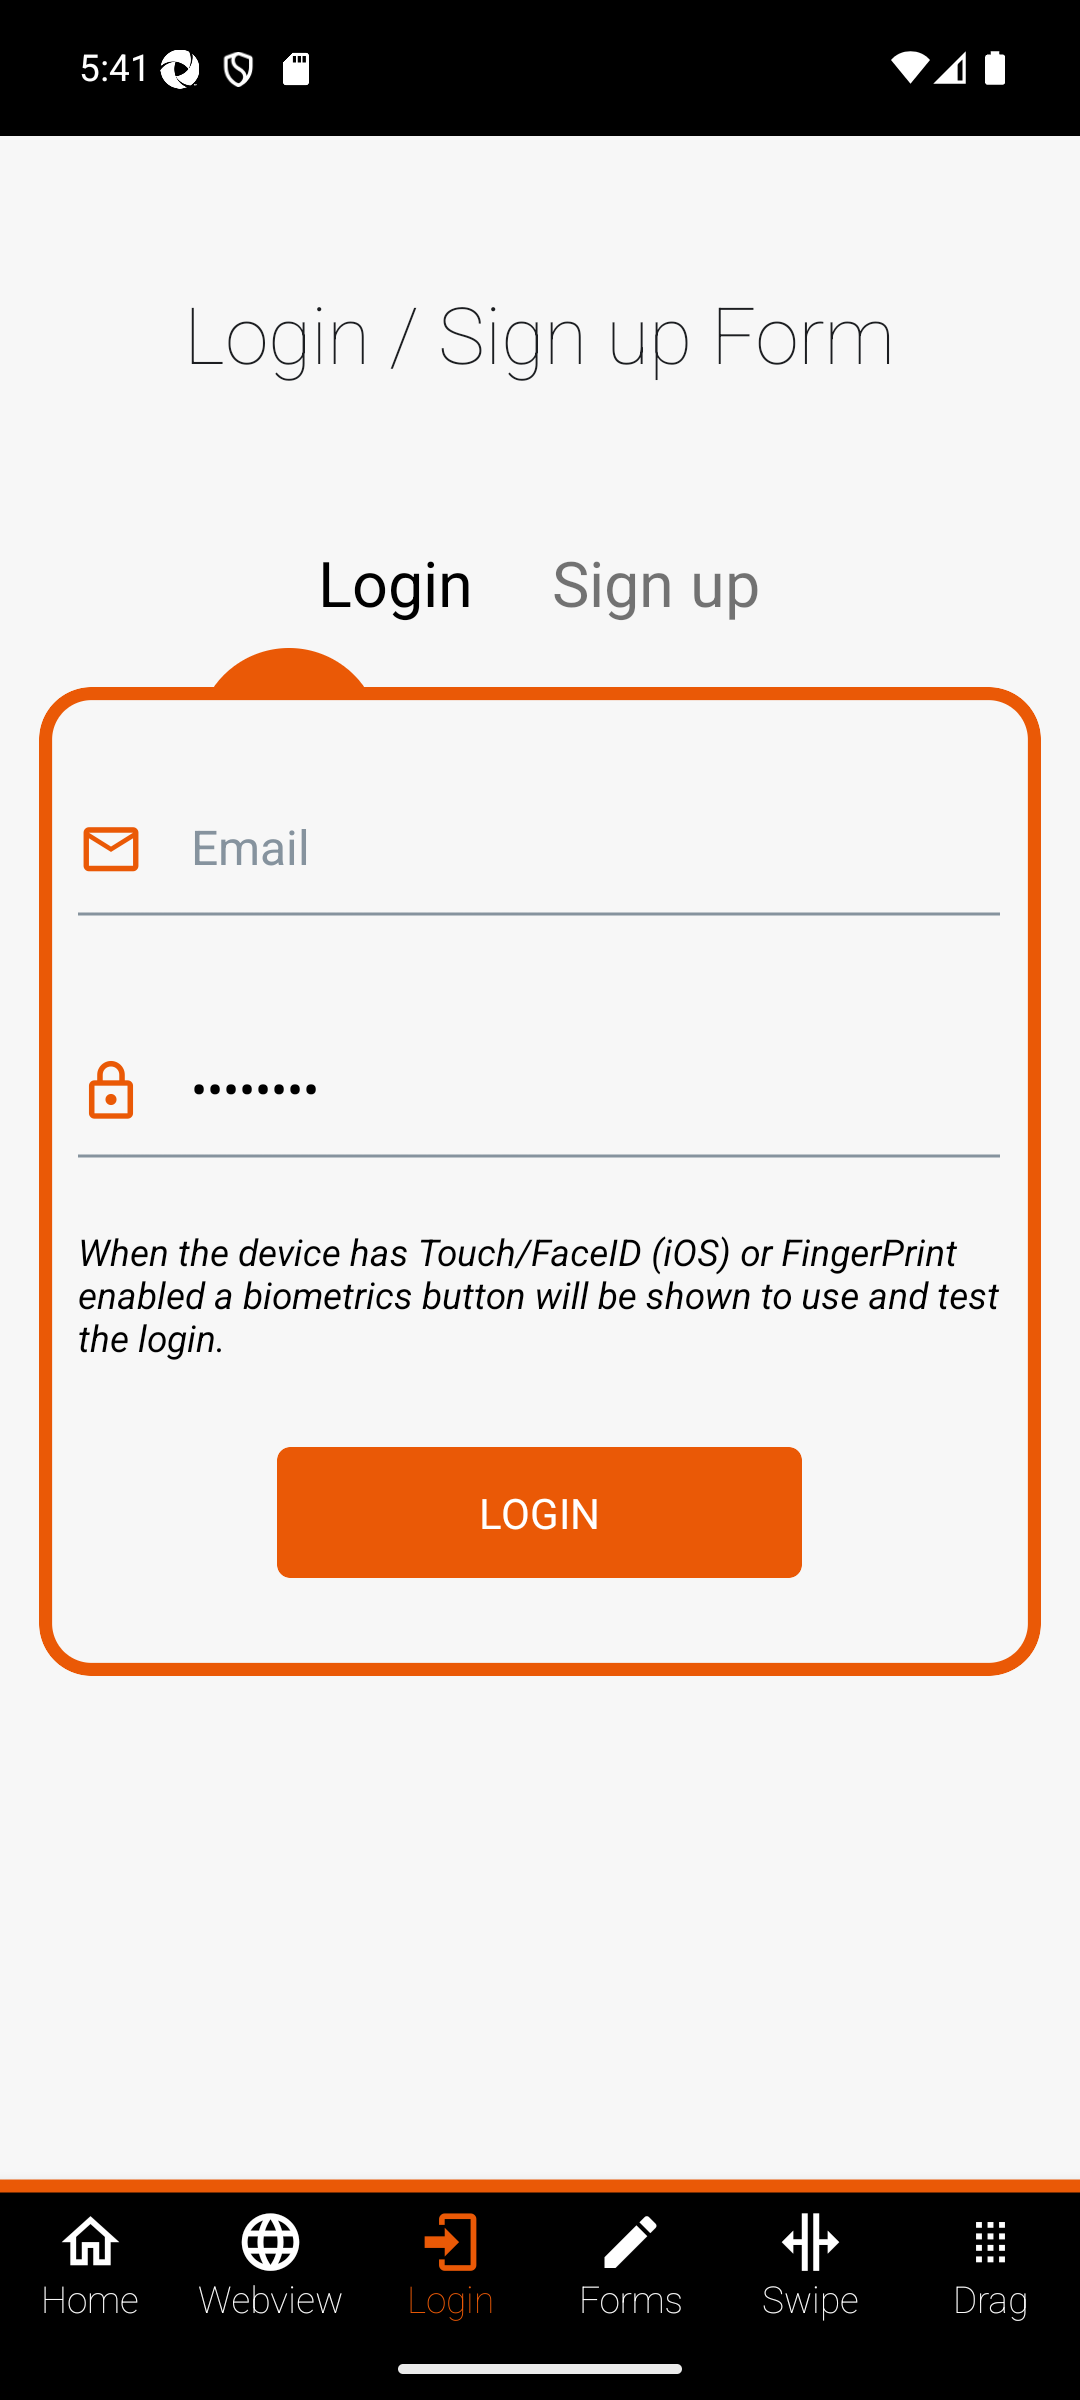 5:41
Login / Sign up Form
Login Sign up
Email
••••••••
When the device has Touch/FaceID (iOS) or FingerPrint
enabled a biometrics button will be shown to use and test
the login.
LOGIN
Home Webview Login Forms Swipe Drag